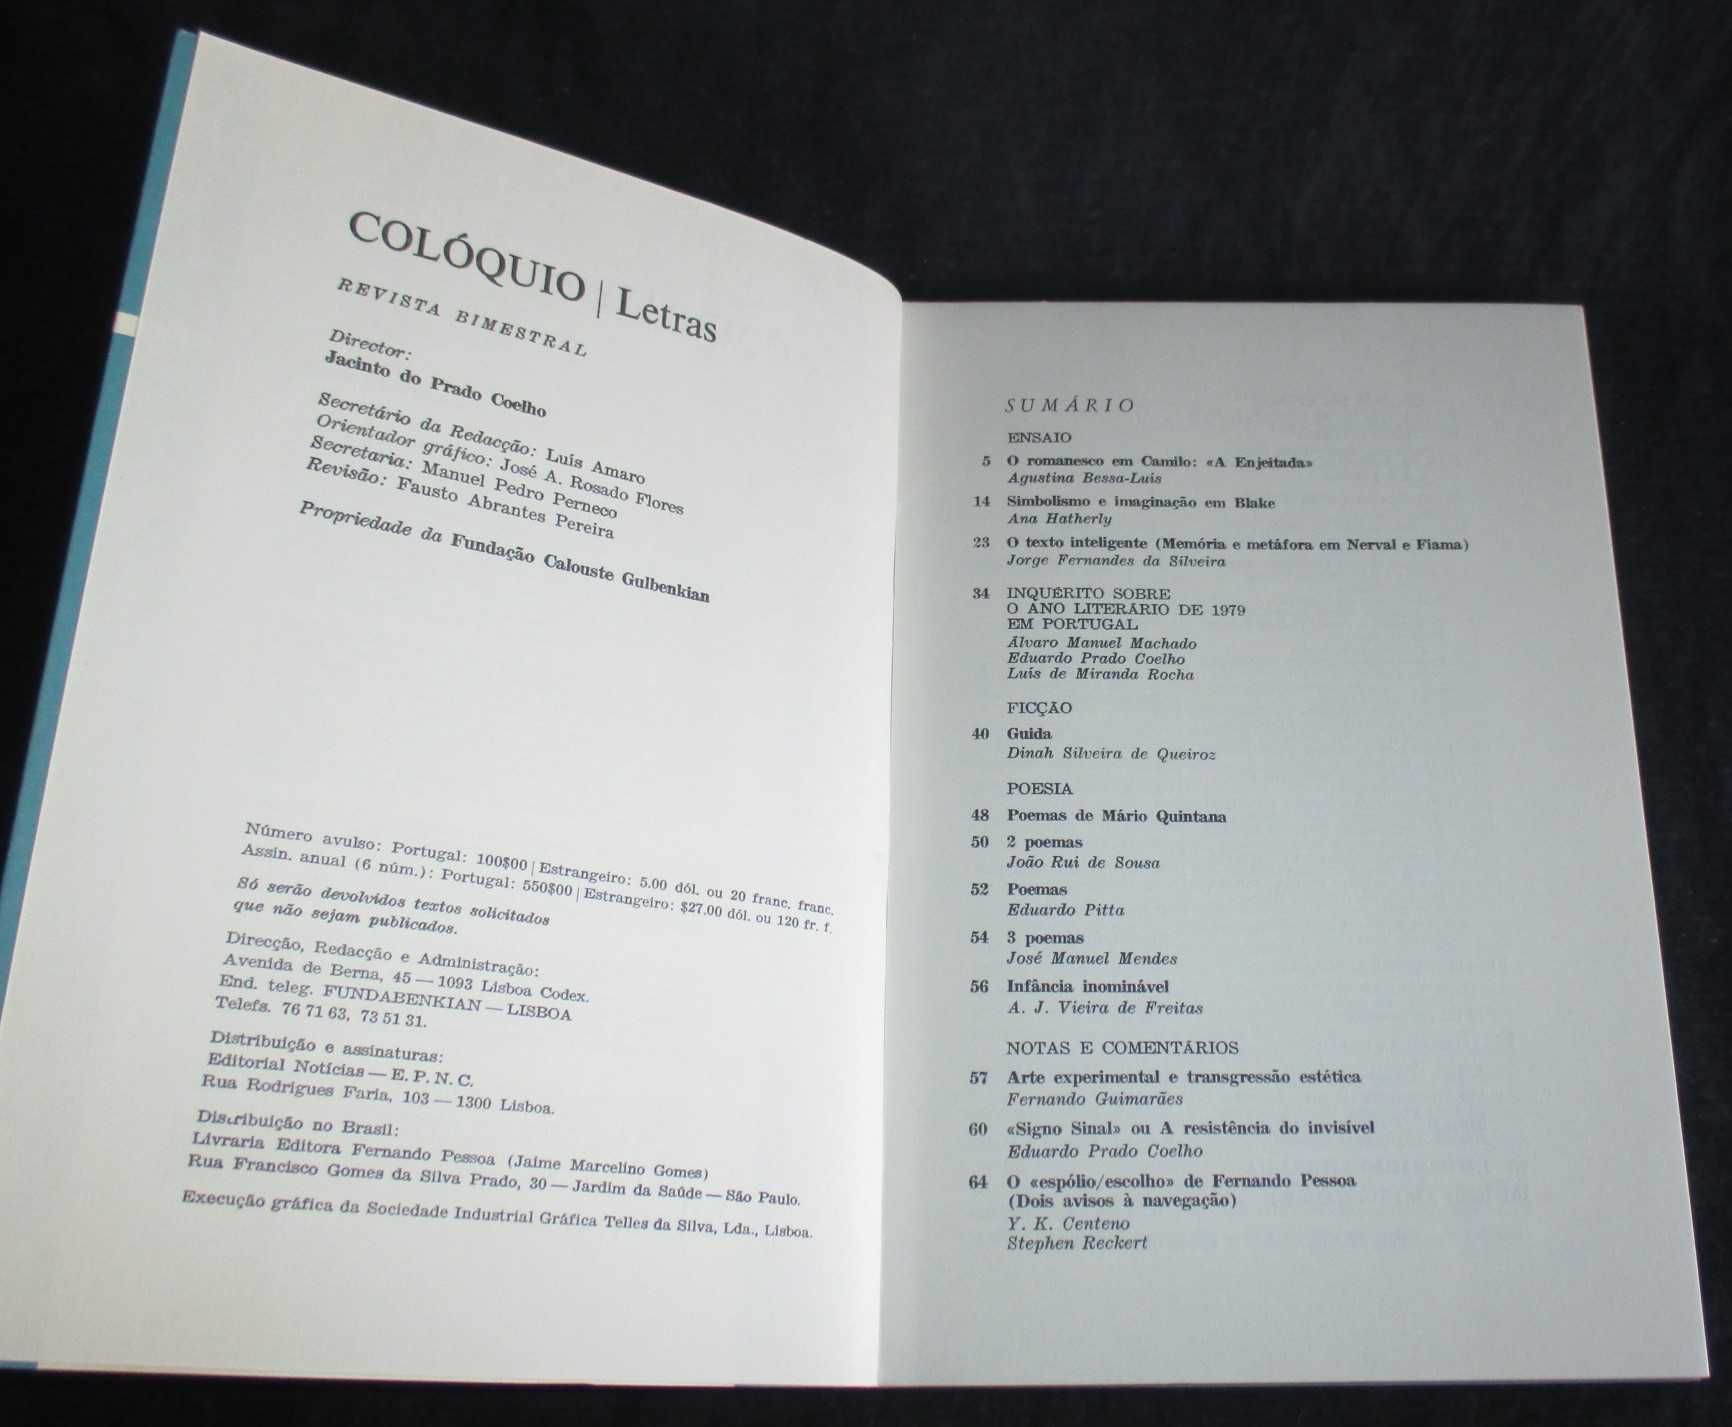 COLÓQUIO | Letras
REVISTA BIMESTRAL
Director:
Jacinto do Prado Coelho
Secretário da Redacção: Luís Amaro
Orientador gráfico: José A. Rosado Flores
Secretaria: Manuel Pedro Perneco
Revisão: Fausto Abrantes Pereira
Propriedade da Fundação Calouste Gulbenkian
Número avulso: Portugal: 100$00 | Estrangeiro: 5.00 dól. ou 20 franc. franc.
Assin. anual (6 núm.): Portugal: 550$00 | Estrangeiro: $27.00 dól. ou 120 fr. f.
Só serão devolvidos textos solicitados
que não sejam publicados.
Direcção, Redacção e Administração:
Avenida de Berna, 45 — 1093 Lisboa Codex.
End. teleg. FUNDABENKIAN — LISBOA
Telefs. 76 71 63, 73 51 31.
Distribuição e assinaturas:
Editorial Notícias — E. P. N. C.
Rua Rodrigues Faria, 103 — 1300 Lisboa.
Distribuição no Brasil:
Livraria Editora Fernando Pessoa (Jaime Marcelino Gomes)
Rua Francisco Gomes da Silva Prado, 30 — Jardim da Saúde — São Paulo.
Execução gráfica da Sociedade Industrial Gráfica Telles da Silva, Lda., Lisboa.
SUMÁRIO
ENSAIO
5 O romanesco em Camilo: «A Enjeitada»
Agustina Bessa-Luís
14 Simbolismo e imaginação em Blake
Ana Hatherly
23 O texto inteligente (Memória e metáfora em Nerval e Fiama)
Jorge Fernandes da Silveira
34 INQUÉRITO SOBRE
O ANO LITERÁRIO DE 1979
EM PORTUGAL
Álvaro Manuel Machado
Eduardo Prado Coelho
Luís de Miranda Rocha
FICÇÃO
40 Guida
Dinah Silveira de Queiroz
POESIA
48 Poemas de Mário Quintana
50 2 poemas
João Rui de Sousa
52 Poemas
Eduardo Pitta
54 3 poemas
José Manuel Mendes
56 Infância inominável
A. J. Vieira de Freitas
NOTAS E COMENTÁRIOS
57 Arte experimental e transgressão estética
Fernando Guimarães
60 «Signo Sinal» ou A resistência do invisível
Eduardo Prado Coelho
64 O «espólio/escolho» de Fernando Pessoa
(Dois avisos à navegação)
Y. K. Centeno
Stephen Reckert